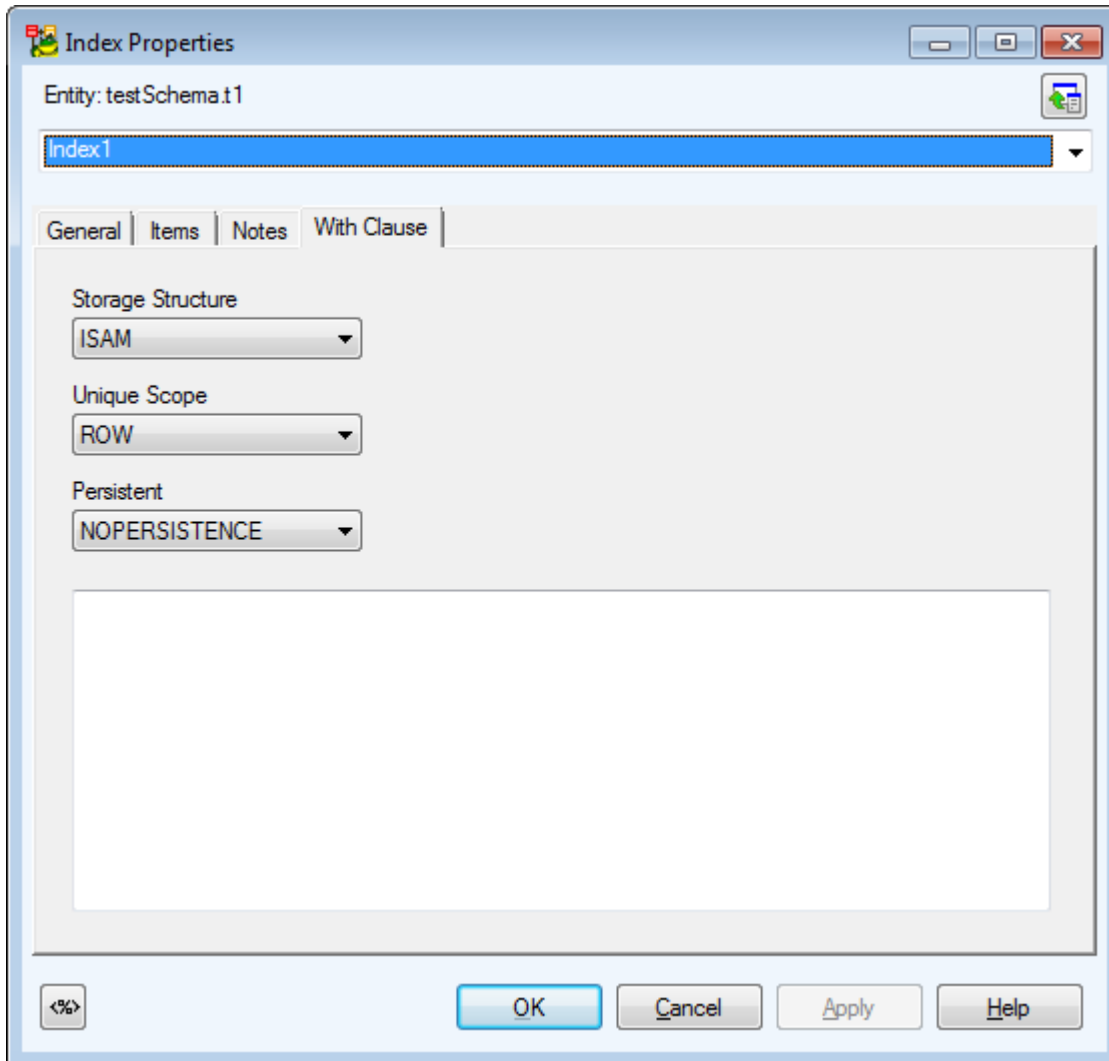 Index Properties
Entity: testSchema.t1
Index1
General Items Notes With Clause
Storage Structure
ISAM
Unique Scope
ROW
Persistent
NOPERSISTENCE
<%>
OK Cancel Apply Help